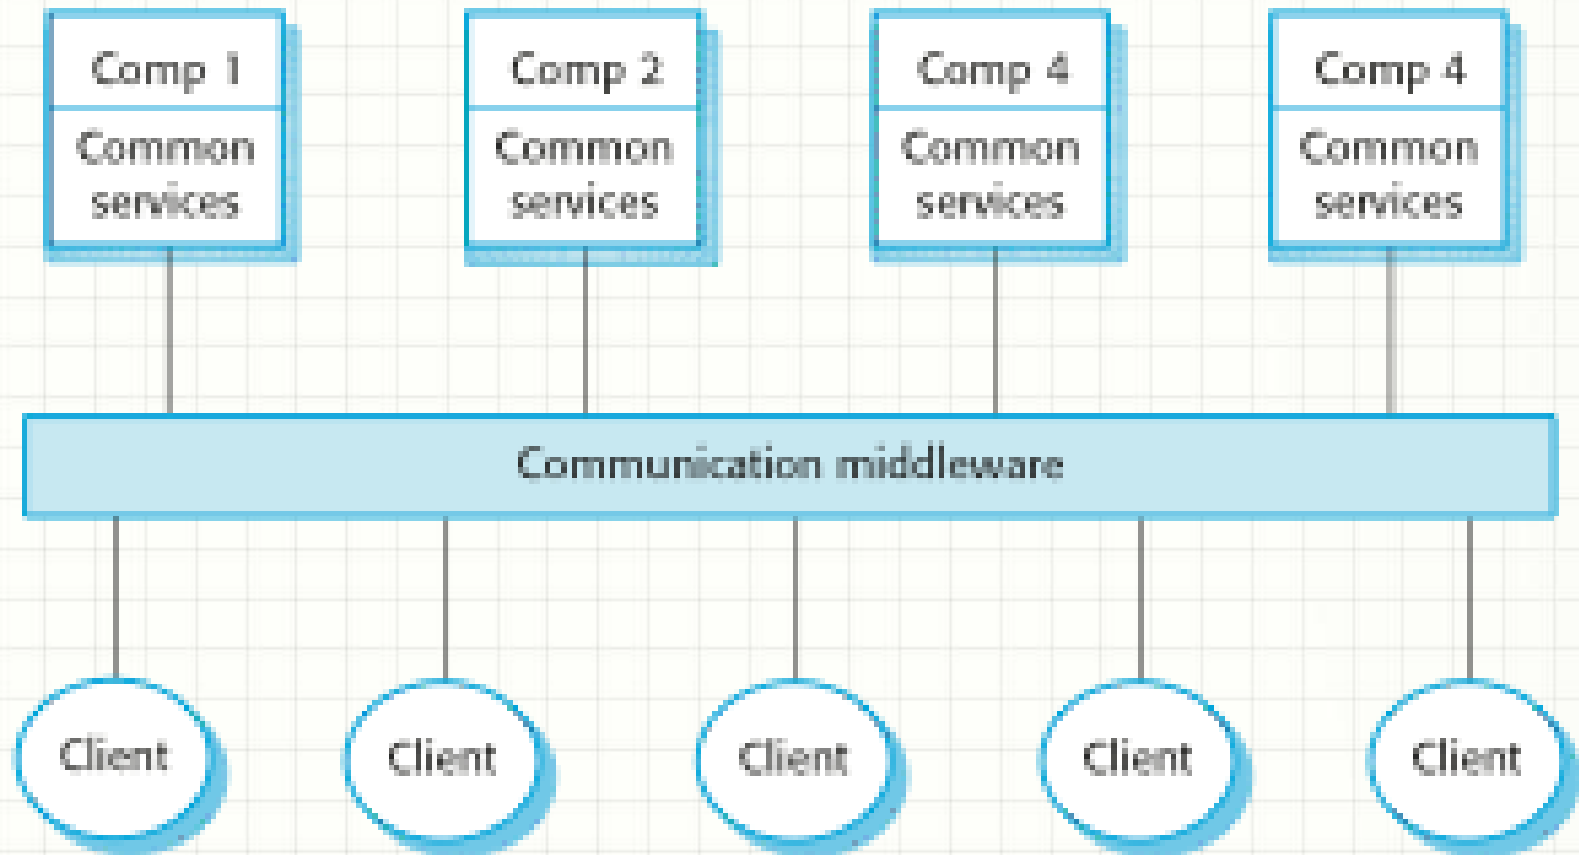 Comp 1
Common
services
Comp 2
Common
services
Comp 4
Common
services
Comp 4
Common
services
Communication middleware
Client
Client
Client
Client
Client